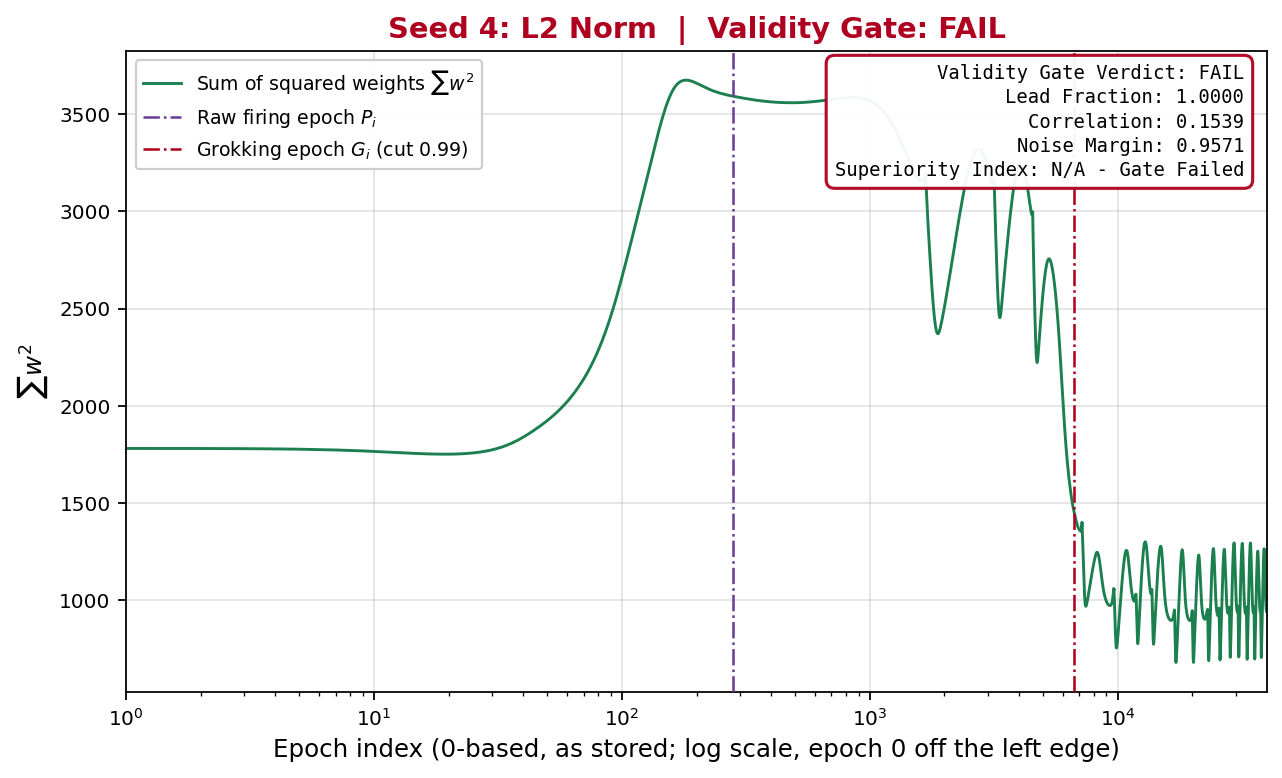 Seed 4: L2 Norm | Validity Gate: FAIL
Sum of squared weights ∑w²
Raw firing epoch Pᵢ
Grokking epoch Gᵢ (cut 0.99)
Validity Gate Verdict: FAIL
Lead Fraction: 1.0000
Correlation: 0.1539
Noise Margin: 0.9571
Superiority Index: N/A - Gate Failed
∑w²
3500
3000
2500
2000
1500
1000
10⁰ 10¹ 10² 10³ 10⁴
Epoch index (0-based, as stored; log scale, epoch 0 off the left edge)